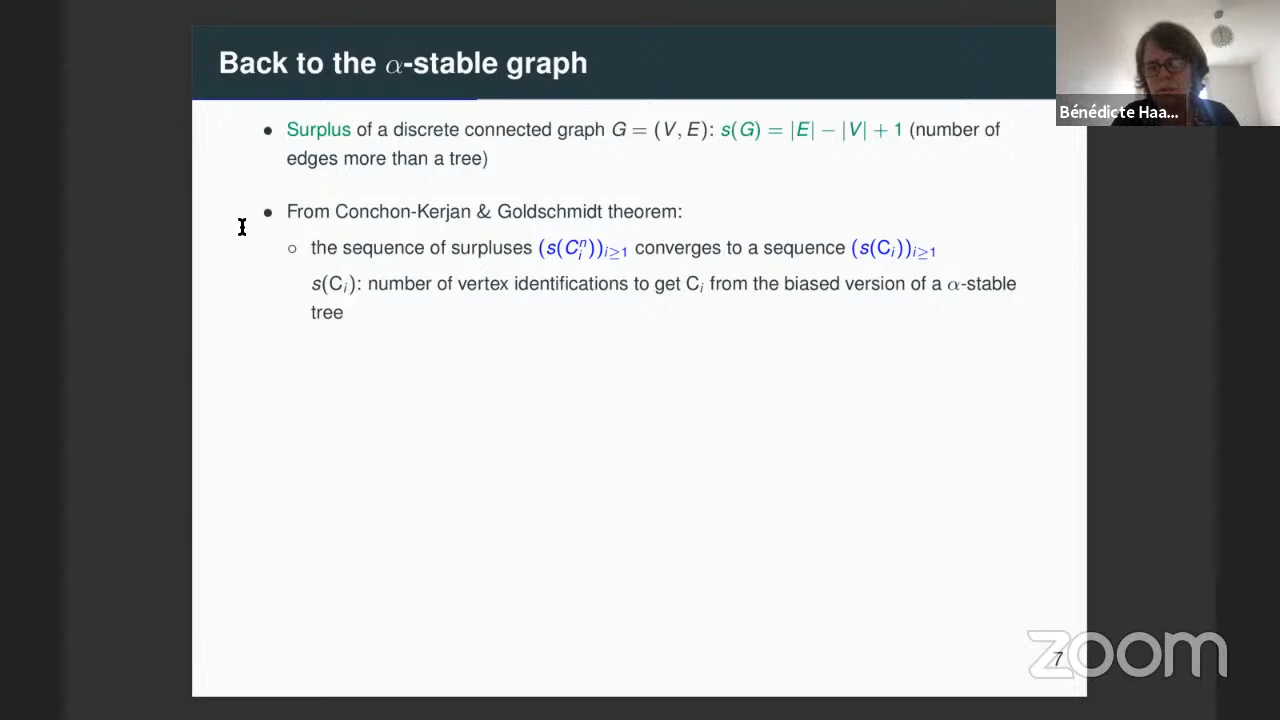 Back to the α-stable graph
Bénédicte Haa...
• Surplus of a discrete connected graph G = (V, E): s(G) = |E| − |V| + 1 (number of
edges more than a tree)
• From Conchon-Kerjan & Goldschmidt theorem:
○ the sequence of surpluses (s(C_i^n))_{i≥1} converges to a sequence (s(C_i))_{i≥1}
s(C_i): number of vertex identifications to get C_i from the biased version of a α-stable
tree
7
zoom